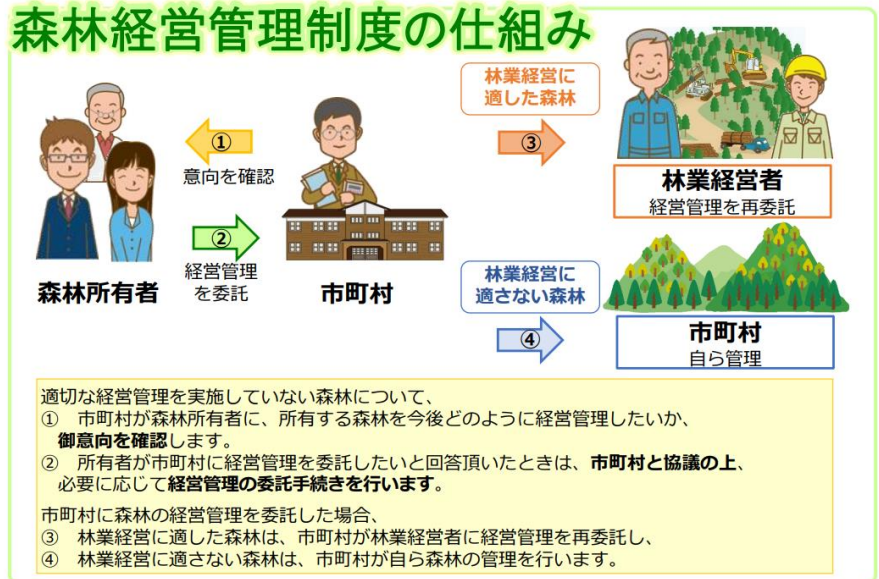 森林経営管理制度の仕組み
林業経営に
適した森林
①
意向を確認
③
②
経営管理
を委託
林業経営者
経営管理を再委託
森林所有者
市町村
林業経営に
適さない森林
④
市町村
自ら管理
適切な経営管理を実施していない森林について、
① 市町村が森林所有者に、所有する森林を今後どのように経営管理したいか、
御意向を確認します。
② 所有者が市町村に経営管理を委託したいと回答頂いたときは、市町村と協議の上、
必要に応じて経営管理の委託手続きを行います。
市町村に森林の経営管理を委託した場合、
③ 林業経営に適した森林は、市町村が林業経営者に経営管理を再委託し、
④ 林業経営に適さない森林は、市町村が自ら森林の管理を行います。